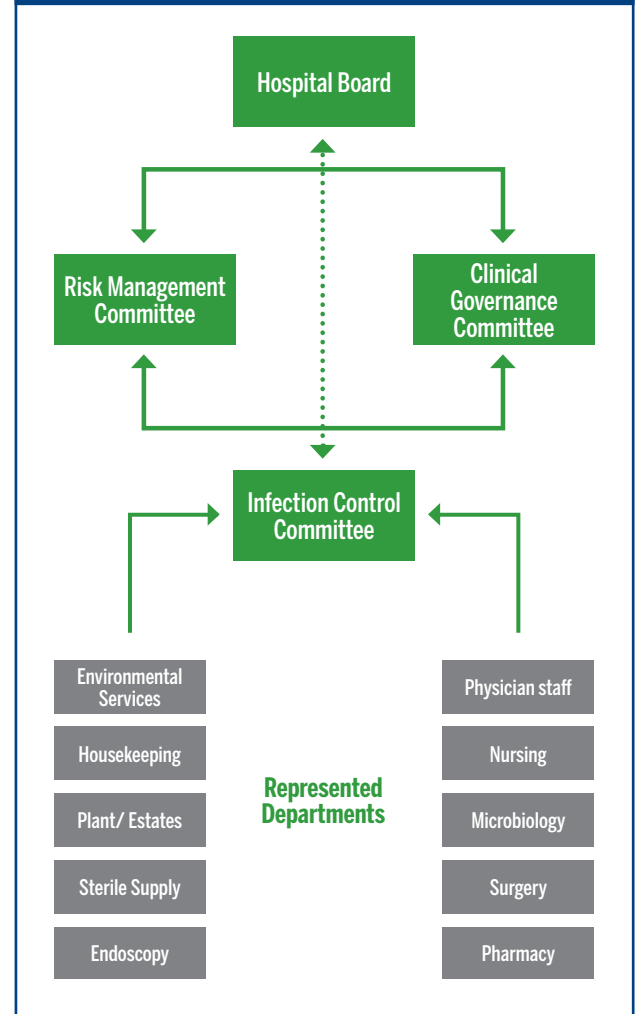 Hospital Board
Risk Management
Committee
Clinical
Governance
Committee
Infection Control
Committee
Environmental
Services
Housekeeping
Plant/ Estates
Sterile Supply
Endoscopy
Represented
Departments
Physician staff
Nursing
Microbiology
Surgery
Pharmacy